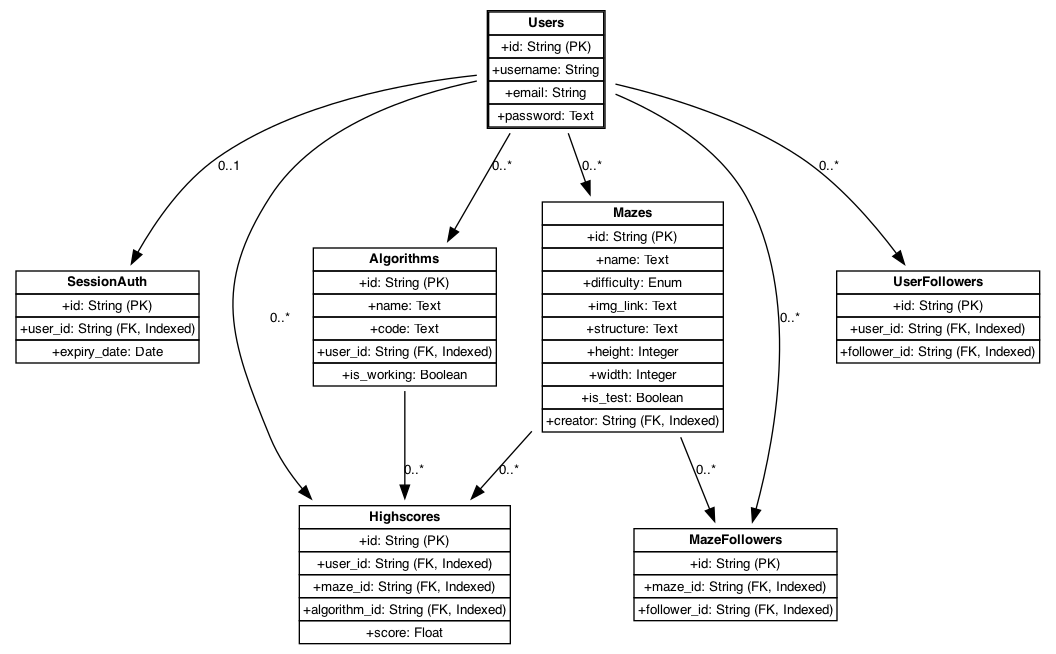 Users
+id: String (PK)
+username: String
+email: String
+password: Text
0..1
0..*
0..*
0..*
Mazes
+id: String (PK)
+name: Text
+difficulty: Enum
+img_link: Text
+structure: Text
+height: Integer
+width: Integer
+is_test: Boolean
+creator: String (FK, Indexed)
Algorithms
+id: String (PK)
+name: Text
+code: Text
+user_id: String (FK, Indexed)
+is_working: Boolean
SessionAuth
+id: String (PK)
+user_id: String (FK, Indexed)
+expiry_date: Date
UserFollowers
+id: String (PK)
+user_id: String (FK, Indexed)
+follower_id: String (FK, Indexed)
0..*
0..*
0..*
0..*
0..*
Highscores
+id: String (PK)
+user_id: String (FK, Indexed)
+maze_id: String (FK, Indexed)
+algorithm_id: String (FK, Indexed)
+score: Float
MazeFollowers
+id: String (PK)
+maze_id: String (FK, Indexed)
+follower_id: String (FK, Indexed)